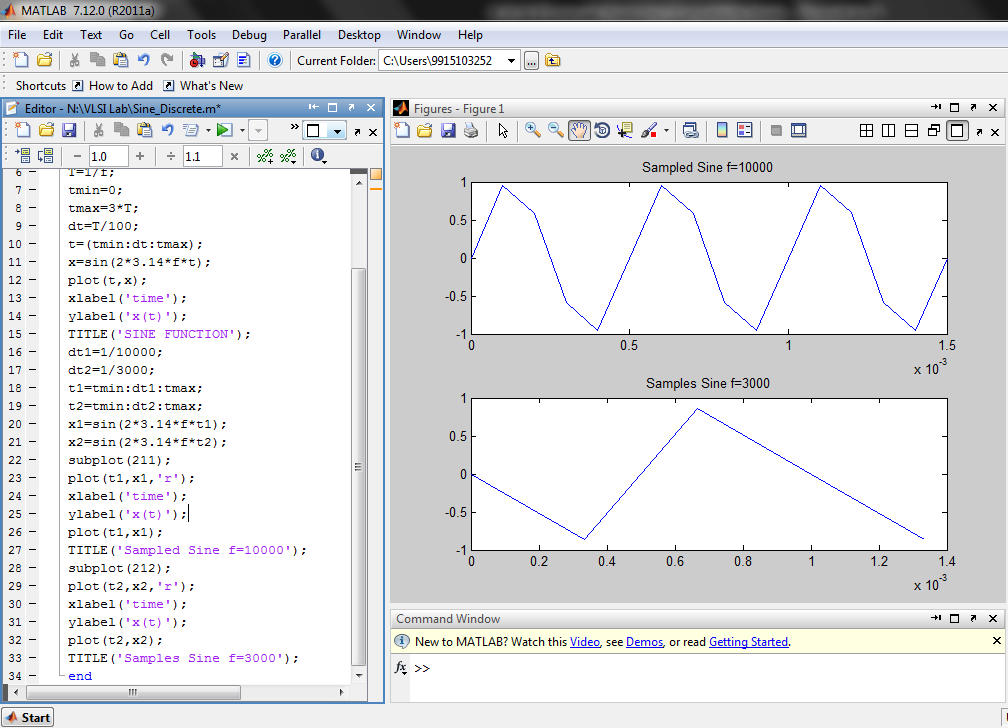 MATLAB 7.12.0 (R2011a)
File Edit Text Go Cell Tools Debug Parallel Desktop Window Help
Current Folder: C:\Users\9915103252
Shortcuts How to Add What's New
Editor - N:\VLSI Lab\Sine_Discrete.m*
1.0 1.1
6 T=1/f;
7 tmin=0;
8 tmax=3*T;
9 dt=T/100;
10 t=(tmin:dt:tmax);
11 x=sin(2*3.14*f*t);
12 plot(t,x);
13 xlabel('time');
14 ylabel('x(t)');
15 TITLE('SINE FUNCTION');
16 dt1=1/10000;
17 dt2=1/3000;
18 t1=tmin:dt1:tmax;
19 t2=tmin:dt2:tmax;
20 x1=sin(2*3.14*f*t1);
21 x2=sin(2*3.14*f*t2);
22 subplot(211);
23 plot(t1,x1,'r');
24 xlabel('time');
25 ylabel('x(t)');
26 plot(t1,x1);
27 TITLE('Sampled Sine f=10000');
28 subplot(212);
29 plot(t2,x2,'r');
30 xlabel('time');
31 ylabel('x(t)');
32 plot(t2,x2);
33 TITLE('Samples Sine f=3000');
34 end
Figures - Figure 1
Sampled Sine f=10000
1
0.5
0
-0.5
-1
0 0.5 1 1.5
x 10-3
Samples Sine f=3000
1
0.5
0
-0.5
-1
0 0.2 0.4 0.6 0.8 1 1.2 1.4
x 10-3
Command Window
New to MATLAB? Watch this Video, see Demos, or read Getting Started.
fx >>
Start